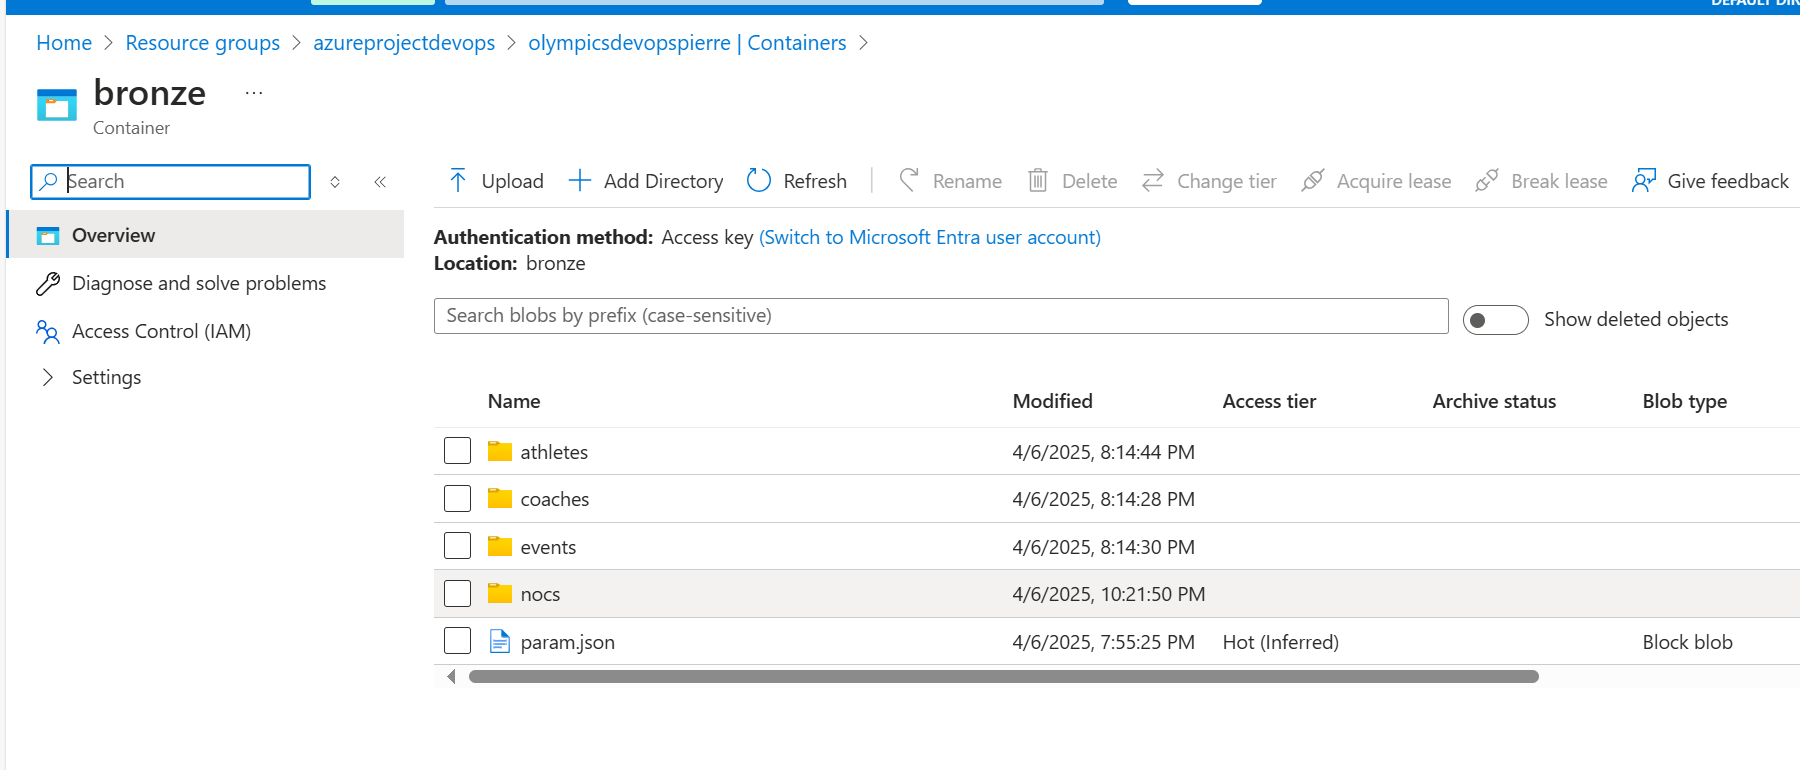 DEFAULT DIR
Home > Resource groups > azureprojectdevops > olympicsdevopspierre | Containers >
bronze ...
Container
Search
Overview
Diagnose and solve problems
Access Control (IAM)
Settings
Upload Add Directory Refresh Rename Delete Change tier Acquire lease Break lease Give feedback
Authentication method: Access key (Switch to Microsoft Entra user account)
Location: bronze
Search blobs by prefix (case-sensitive) Show deleted objects
Name Modified Access tier Archive status Blob type
athletes 4/6/2025, 8:14:44 PM
coaches 4/6/2025, 8:14:28 PM
events 4/6/2025, 8:14:30 PM
nocs 4/6/2025, 10:21:50 PM
param.json 4/6/2025, 7:55:25 PM Hot (Inferred) Block blob